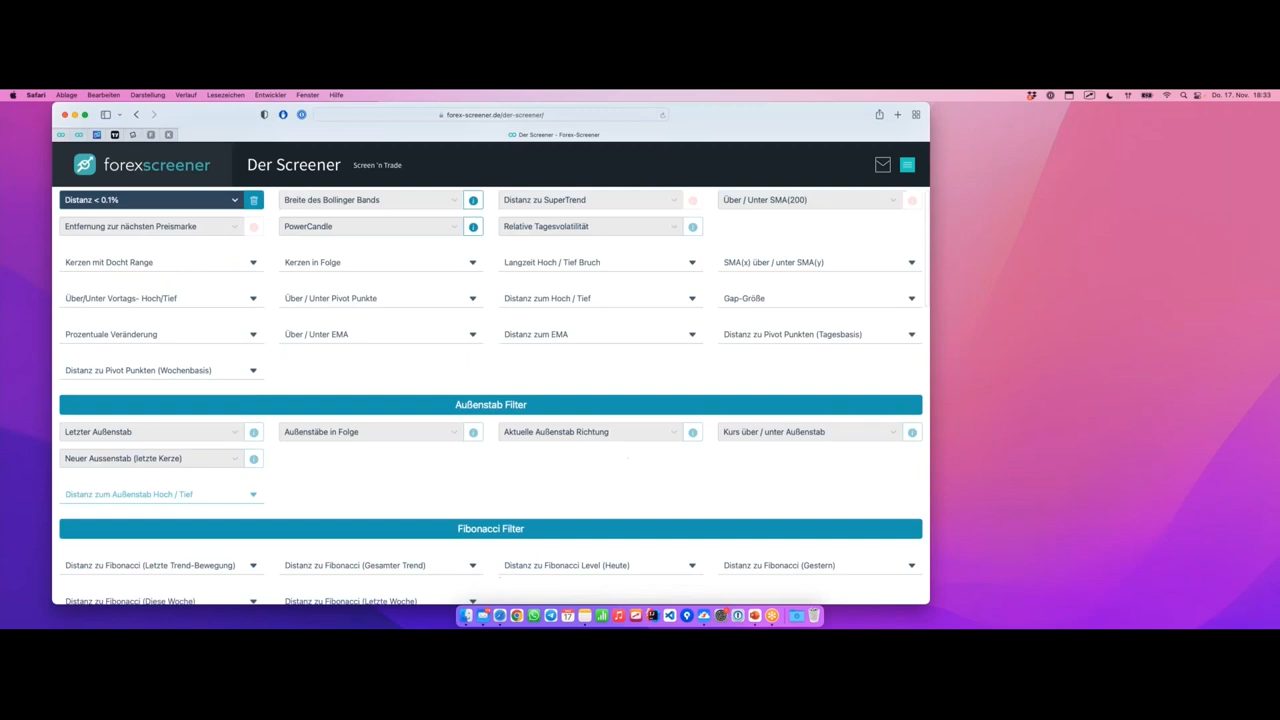 Safari Ablage Bearbeiten Darstellung Verlauf Lesezeichen Entwickler Fenster Hilfe Do. 17. Nov. 18:33
forex-screener.de/der-screener/
Der Screener - Forex-Screener
forexscreener Der Screener Screen 'n Trade
Distanz < 0.1% Breite des Bollinger Bands Distanz zu SuperTrend Über / Unter SMA(200)
Entfernung zur nächsten Preismarke PowerCandle Relative Tagesvolatilität
Kerzen mit Docht Range Kerzen in Folge Langzeit Hoch / Tief Bruch SMA(x) über / unter SMA(y)
Über/Unter Vortags- Hoch/Tief Über / Unter Pivot Punkte Distanz zum Hoch / Tief Gap-Größe
Prozentuale Veränderung Über / Unter EMA Distanz zum EMA Distanz zu Pivot Punkten (Tagesbasis)
Distanz zu Pivot Punkten (Wochenbasis)
Außenstab Filter
Letzter Außenstab Außenstäbe in Folge Aktuelle Außenstab Richtung Kurs über / unter Außenstab
Neuer Aussenstab (letzte Kerze)
Distanz zum Außenstab Hoch / Tief
Fibonacci Filter
Distanz zu Fibonacci (Letzte Trend-Bewegung) Distanz zu Fibonacci (Gesamter Trend) Distanz zu Fibonacci Level (Heute) Distanz zu Fibonacci (Gestern)
Distanz zu Fibonacci (Diese Woche) Distanz zu Fibonacci (Letzte Woche)